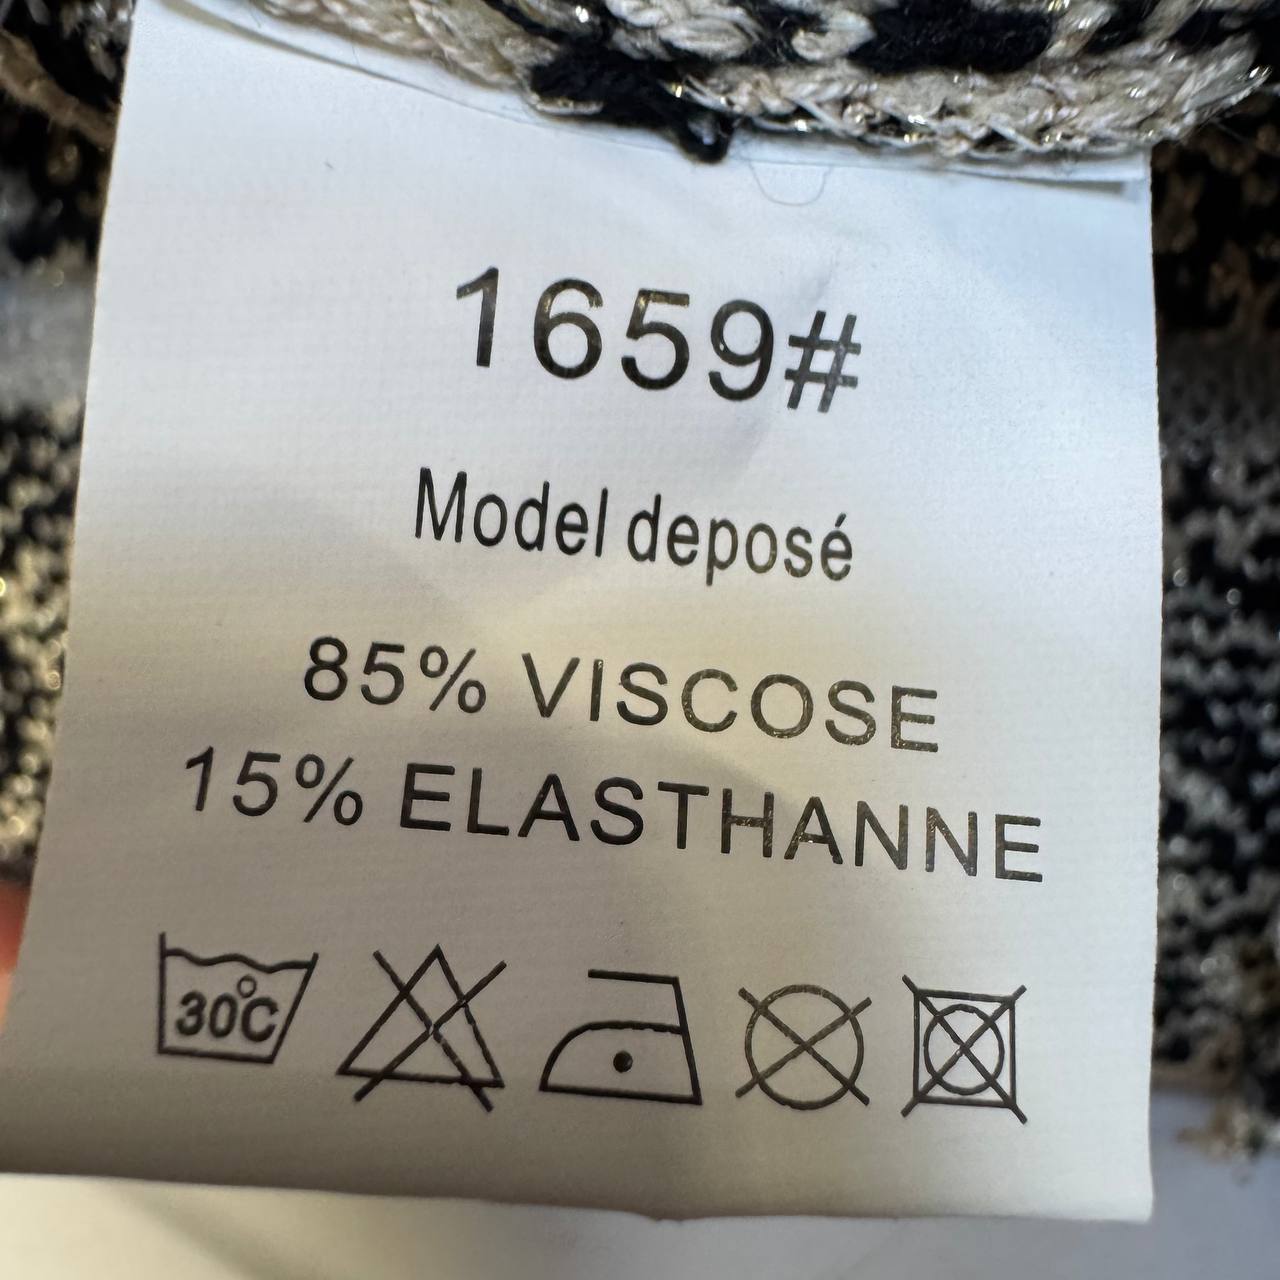 1659#
Model deposé
85% VISCOSE
15% ELASTHANNE
30°C